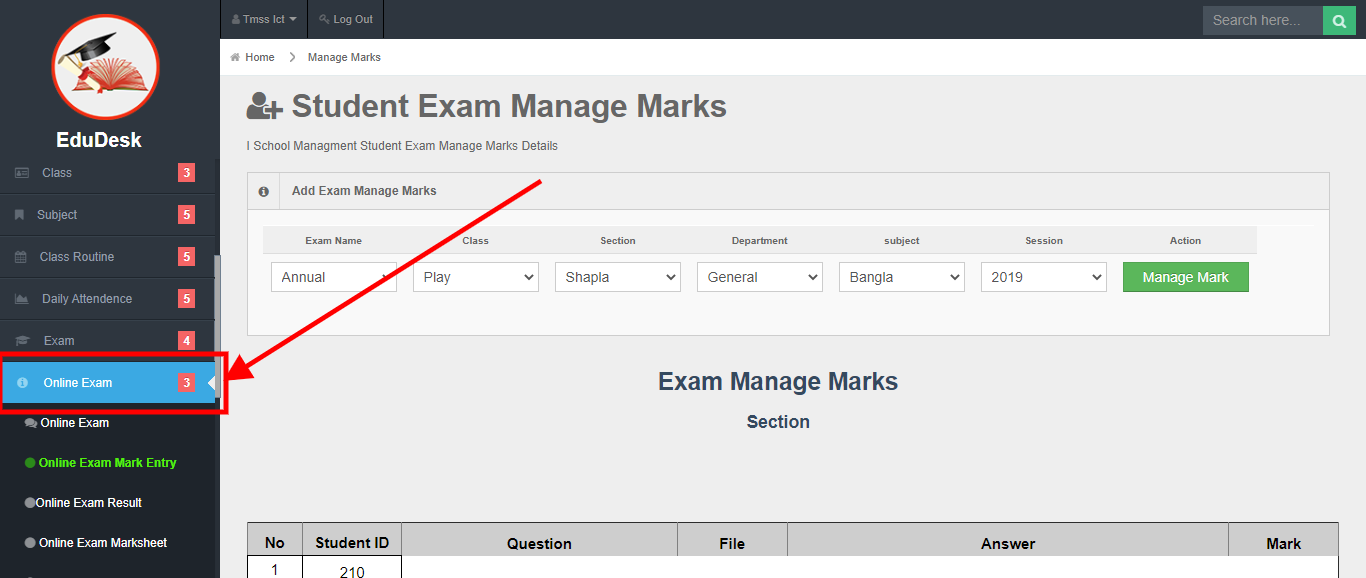 Tmss Ict
Log Out
Search here...
EduDesk
Class 3
Subject 5
Class Routine 5
Daily Attendence 5
Exam 4
Online Exam 3
Online Exam
Online Exam Mark Entry
Online Exam Result
Online Exam Marksheet
Home > Manage Marks
Student Exam Manage Marks
I School Managment Student Exam Manage Marks Details
Add Exam Manage Marks
Exam Name Class Section Department subject Session Action
Annual Play Shapla General Bangla 2019 Manage Mark
Exam Manage Marks
Section
No Student ID Question File Answer Mark
1 210